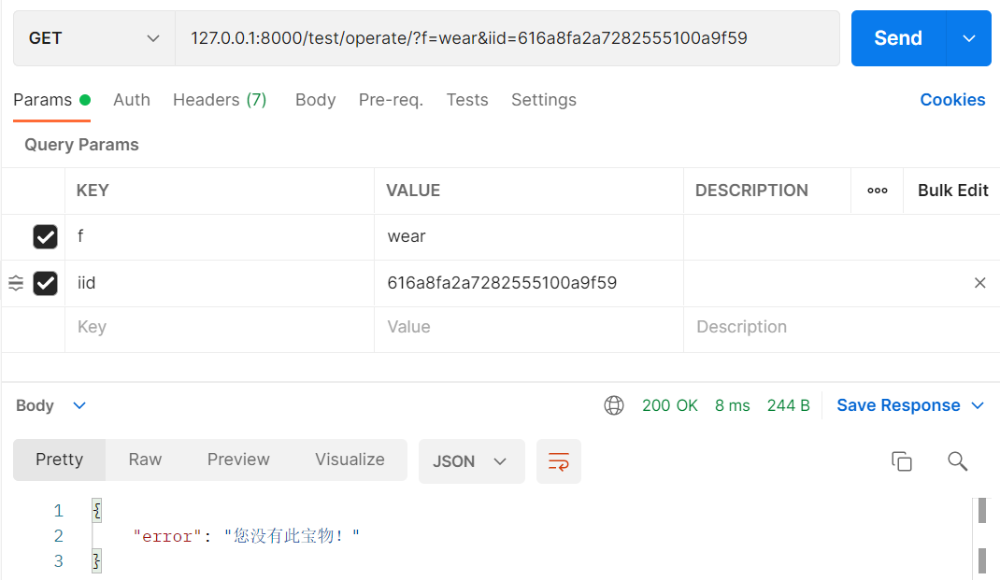 GET 127.0.0.1:8000/test/operate/?f=wear&iid=616a8fa2a7282555100a9f59 Send
Params Auth Headers (7) Body Pre-req. Tests Settings Cookies
Query Params
KEY VALUE DESCRIPTION ooo Bulk Edit
f wear
iid 616a8fa2a7282555100a9f59
Key Value Description
Body 200 OK 8 ms 244 B Save Response
Pretty Raw Preview Visualize JSON
1 {
2 "error": "您没有此宝物！"
3 }